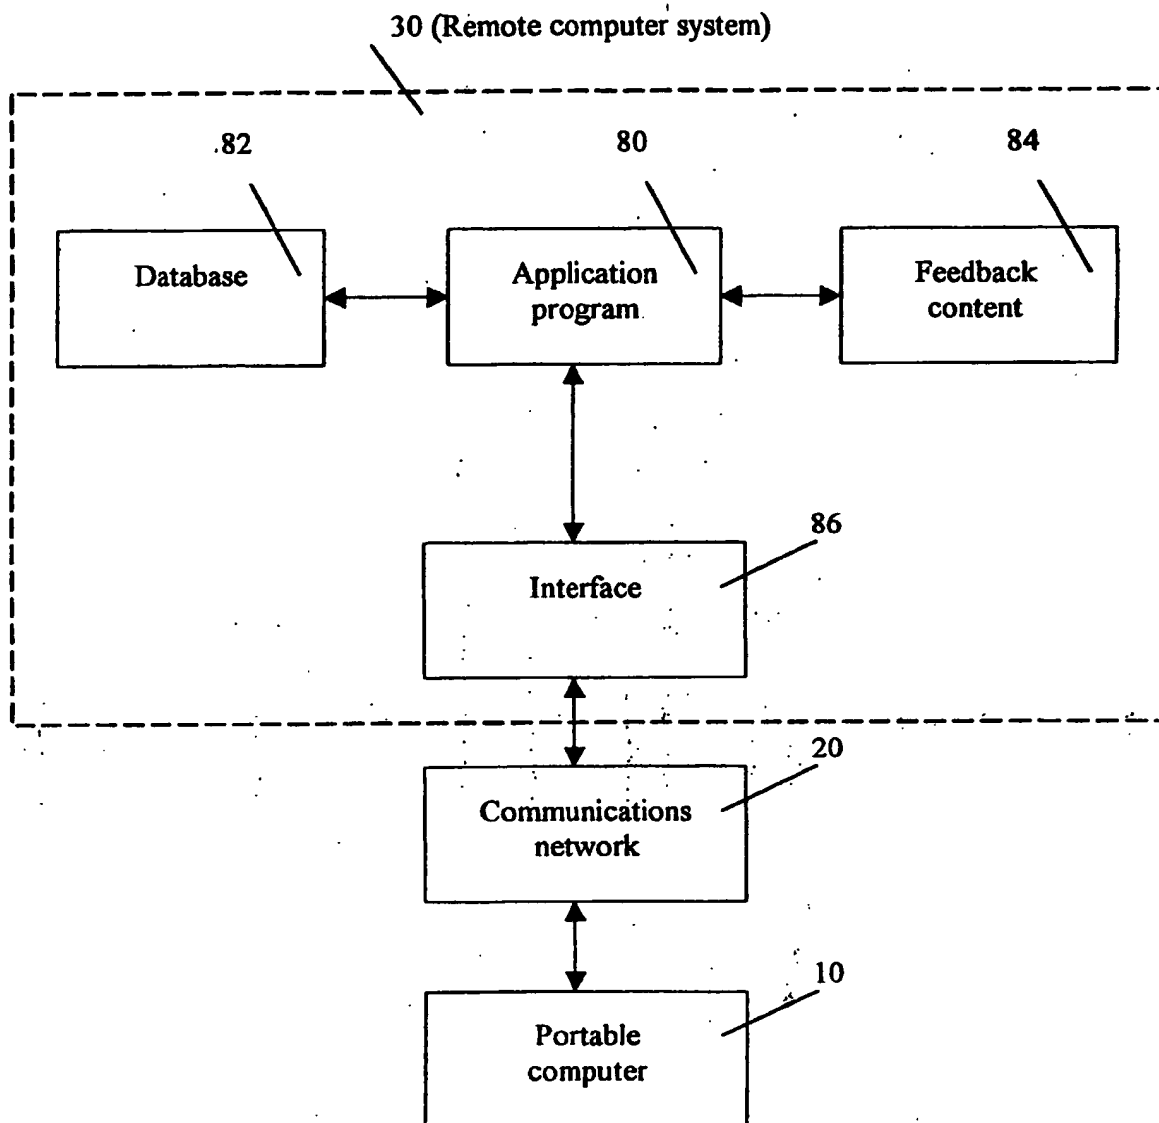 30 (Remote computer system)
82
80
84
Database
Application
program
Feedback
content
86
Interface
20
Communications
network
10
Portable
computer